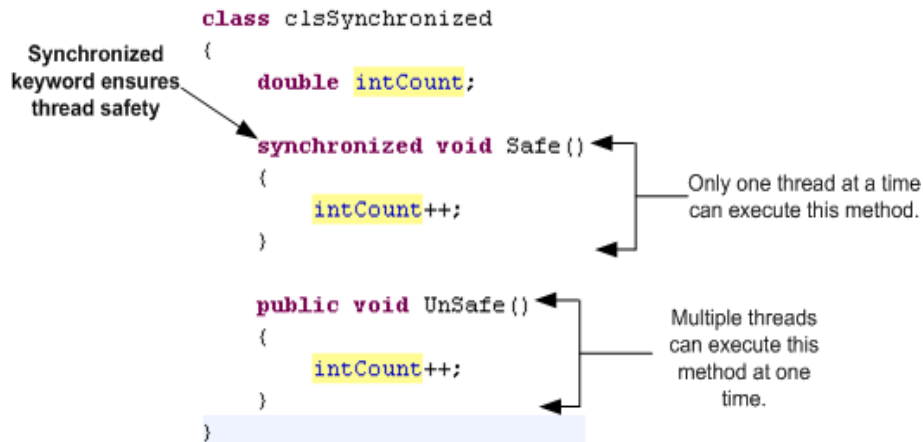 class clsSynchronized
{
Synchronized
keyword ensures
thread safety
double intCount;
synchronized void Safe()
{
intCount++;
}
Only one thread at a time
can execute this method.
public void UnSafe()
{
intCount++;
}
Multiple threads
can execute this
method at one
time.
}